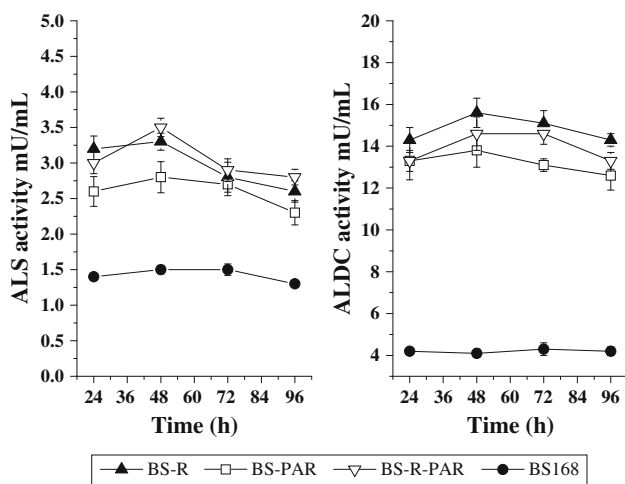 ALS activity mU/mL
5.0
4.5
4.0
3.5
3.0
2.5
2.0
1.5
1.0
0.5
0.0
24 36 48 60 72 84 96
Time (h)
ALDC activity mU/mL
20
18
16
14
12
10
8
6
4
24 36 48 60 72 84 96
Time (h)
BS-R BS-PAR BS-R-PAR BS168